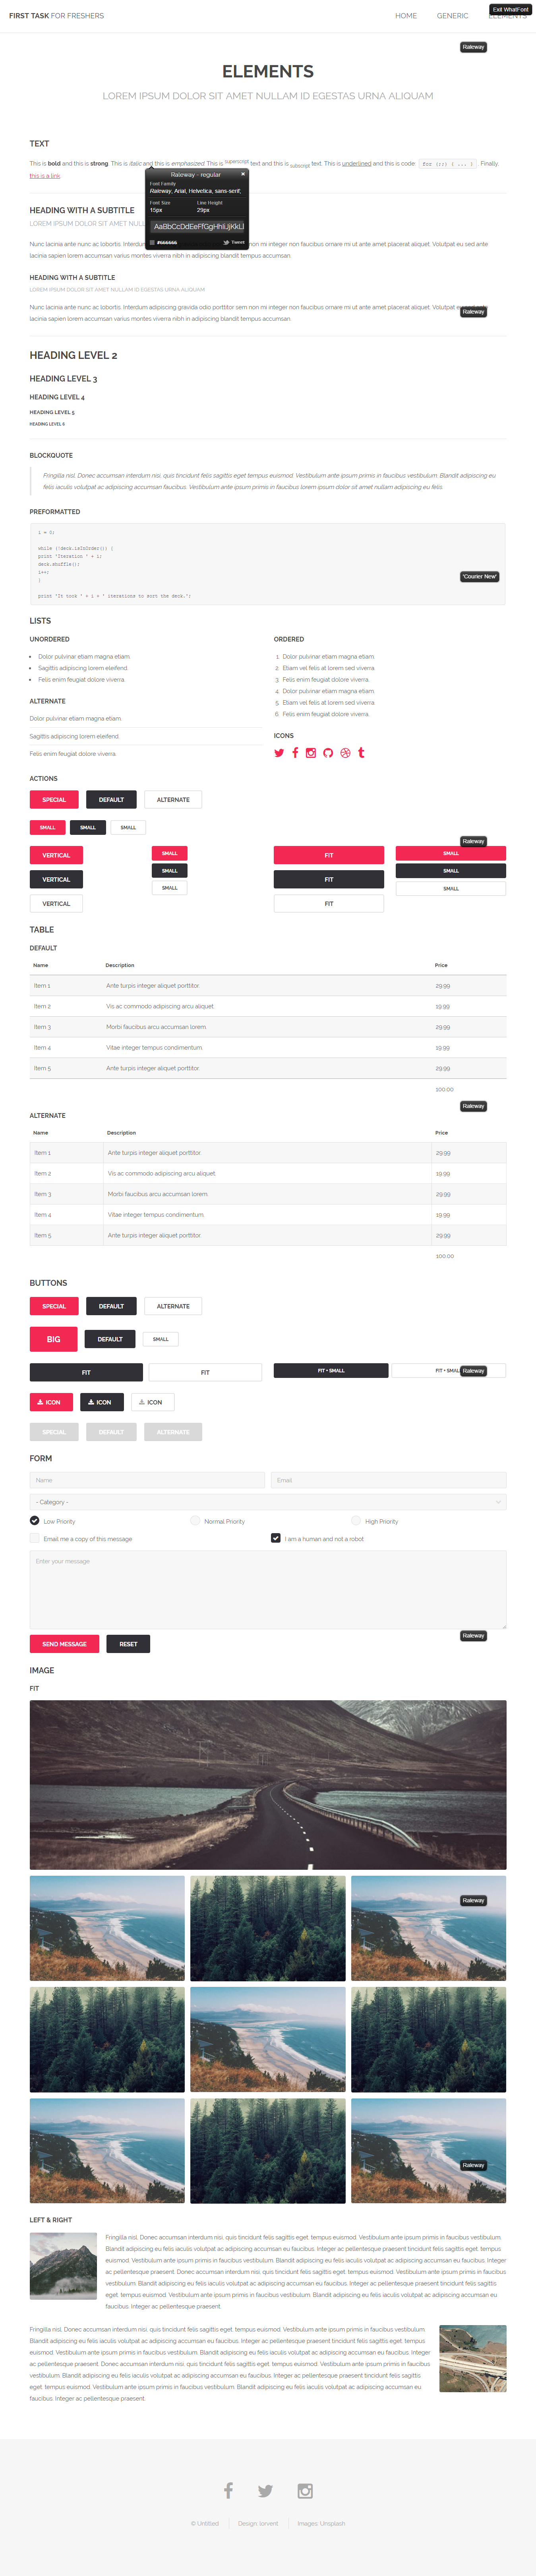 FIRST TASK FOR FRESHERS
HOME GENERIC ELEMENTS
Exit WhatFont
Raleway
ELEMENTS
LOREM IPSUM DOLOR SIT AMET NULLAM ID EGESTAS URNA ALIQUAM
TEXT
This is bold and this is strong. This is italic and this is emphasized. This is superscript text and this is subscript text. This is underlined and this is code: for (;;) { ... }. Finally,
this is a link.
Raleway - regular
Font Family
Raleway, Arial, Helvetica, sans-serif;
Font Size Line Height
15px 29px
AaBbCcDdEeFfGgHhIiJjKkLl
#666666 Tweet
HEADING WITH A SUBTITLE
LOREM IPSUM DOLOR SIT AMET NULL
Nunc lacinia ante nunc ac lobortis. Interdum adipiscing gravida odio porttitor sem non mi integer non faucibus ornare mi ut ante amet placerat aliquet. Volutpat eu sed ante
lacinia sapien lorem accumsan varius montes viverra nibh in adipiscing blandit tempus accumsan.
HEADING WITH A SUBTITLE
LOREM IPSUM DOLOR SIT AMET NULLAM ID EGESTAS URNA ALIQUAM
Nunc lacinia ante nunc ac lobortis. Interdum adipiscing gravida odio porttitor sem non mi integer non faucibus ornare mi ut ante amet placerat aliquet. Volutpat
Raleway
lacinia sapien lorem accumsan varius montes viverra nibh in adipiscing blandit tempus accumsan.
HEADING LEVEL 2
HEADING LEVEL 3
HEADING LEVEL 4
HEADING LEVEL 5
HEADING LEVEL 6
BLOCKQUOTE
Fringilla nisl. Donec accumsan interdum nisi, quis tincidunt felis sagittis eget tempus euismod. Vestibulum ante ipsum primis in faucibus vestibulum. Blandit adipiscing eu
felis iaculis volutpat ac adipiscing accumsan faucibus. Vestibulum ante ipsum primis in faucibus lorem ipsum dolor sit amet nullam adipiscing eu felis.
PREFORMATTED
i = 0;
while (!deck.isInOrder()) {
print "Iteration " + i;
deck.shuffle();
i++;
}
print "It took " + i + " iterations to sort the deck.";
'Courier New'
LISTS
UNORDERED
Dolor pulvinar etiam magna etiam.
Sagittis adipiscing lorem eleifend.
Felis enim feugiat dolore viverra.
ALTERNATE
Dolor pulvinar etiam magna etiam.
Sagittis adipiscing lorem eleifend.
Felis enim feugiat dolore viverra.
ORDERED
1. Dolor pulvinar etiam magna etiam.
2. Etiam vel felis at lorem sed viverra.
3. Felis enim feugiat dolore viverra.
4. Dolor pulvinar etiam magna etiam.
5. Etiam vel felis at lorem sed viverra.
6. Felis enim feugiat dolore viverra.
ICONS
ACTIONS
SPECIAL DEFAULT ALTERNATE
SMALL SMALL SMALL
Raleway
VERTICAL SMALL FIT SMALL
VERTICAL SMALL FIT SMALL
VERTICAL SMALL FIT SMALL
TABLE
DEFAULT
Name Description Price
Item 1 Ante turpis integer aliquet porttitor. 29.99
Item 2 Vis ac commodo adipiscing arcu aliquet. 19.99
Item 3 Morbi faucibus arcu accumsan lorem. 29.99
Item 4 Vitae integer tempus condimentum. 19.99
Item 5 Ante turpis integer aliquet porttitor. 29.99
100.00
Raleway
ALTERNATE
Name Description Price
Item 1 Ante turpis integer aliquet porttitor. 29.99
Item 2 Vis ac commodo adipiscing arcu aliquet. 19.99
Item 3 Morbi faucibus arcu accumsan lorem. 29.99
Item 4 Vitae integer tempus condimentum. 19.99
Item 5 Ante turpis integer aliquet porttitor. 29.99
100.00
BUTTONS
SPECIAL DEFAULT ALTERNATE
BIG DEFAULT SMALL
FIT FIT FIT + SMALL FIT + SMALL
Raleway
ICON ICON ICON
SPECIAL DEFAULT ALTERNATE
FORM
Name Email
- Category -
Low Priority Normal Priority High Priority
Email me a copy of this message I am a human and not a robot
Enter your message
Raleway
SEND MESSAGE RESET
IMAGE
FIT
Raleway
Raleway
LEFT & RIGHT
Fringilla nisl. Donec accumsan interdum nisi, quis tincidunt felis sagittis eget. tempus euismod. Vestibulum ante ipsum primis in faucibus vestibulum.
Blandit adipiscing eu felis iaculis volutpat ac adipiscing accumsan eu faucibus. Integer ac pellentesque praesent tincidunt felis sagittis eget. tempus
euismod. Vestibulum ante ipsum primis in faucibus vestibulum. Blandit adipiscing eu felis iaculis volutpat ac adipiscing accumsan eu faucibus. Integer
ac pellentesque praesent. Donec accumsan interdum nisi, quis tincidunt felis sagittis eget. tempus euismod. Vestibulum ante ipsum primis in faucibus
vestibulum. Blandit adipiscing eu felis iaculis volutpat ac adipiscing accumsan eu faucibus. Integer ac pellentesque praesent tincidunt felis sagittis
eget. tempus euismod. Vestibulum ante ipsum primis in faucibus vestibulum. Blandit adipiscing eu felis iaculis volutpat ac adipiscing accumsan eu
faucibus. Integer ac pellentesque praesent.
Fringilla nisl. Donec accumsan interdum nisi, quis tincidunt felis sagittis eget. tempus euismod. Vestibulum ante ipsum primis in faucibus vestibulum.
Blandit adipiscing eu felis iaculis volutpat ac adipiscing accumsan eu faucibus. Integer ac pellentesque praesent tincidunt felis sagittis eget. tempus
euismod. Vestibulum ante ipsum primis in faucibus vestibulum. Blandit adipiscing eu felis iaculis volutpat ac adipiscing accumsan eu faucibus. Integer
ac pellentesque praesent. Donec accumsan interdum nisi, quis tincidunt felis sagittis eget. tempus euismod. Vestibulum ante ipsum primis in faucibus
vestibulum. Blandit adipiscing eu felis iaculis volutpat ac adipiscing accumsan eu faucibus. Integer ac pellentesque praesent tincidunt felis sagittis
eget. tempus euismod. Vestibulum ante ipsum primis in faucibus vestibulum. Blandit adipiscing eu felis iaculis volutpat ac adipiscing accumsan eu
faucibus. Integer ac pellentesque praesent.
© Untitled Design: Iorvent Images: Unsplash